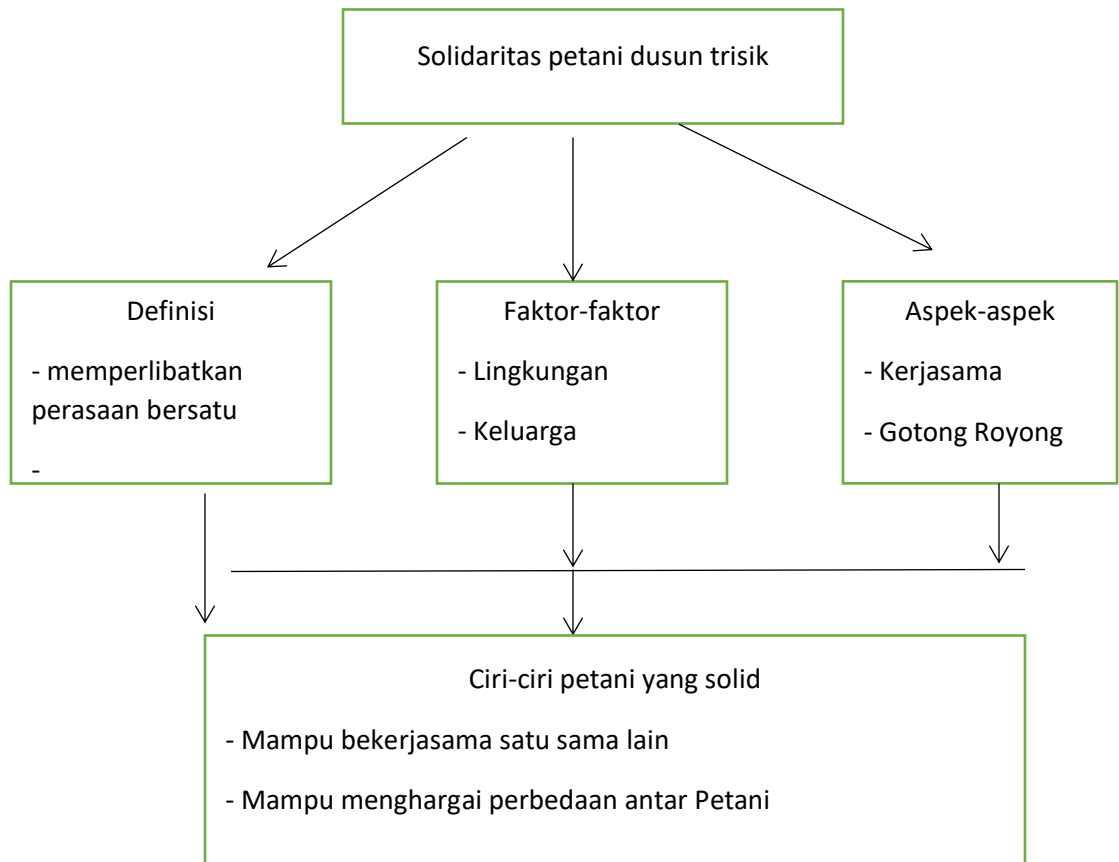 Solidaritas petani dusun trisik
Definisi
- memperlibatkan
perasaan bersatu
-
Faktor-faktor
- Lingkungan
- Keluarga
Aspek-aspek
- Kerjasama
- Gotong Royong
Ciri-ciri petani yang solid
- Mampu bekerjasama satu sama lain
- Mampu menghargai perbedaan antar Petani